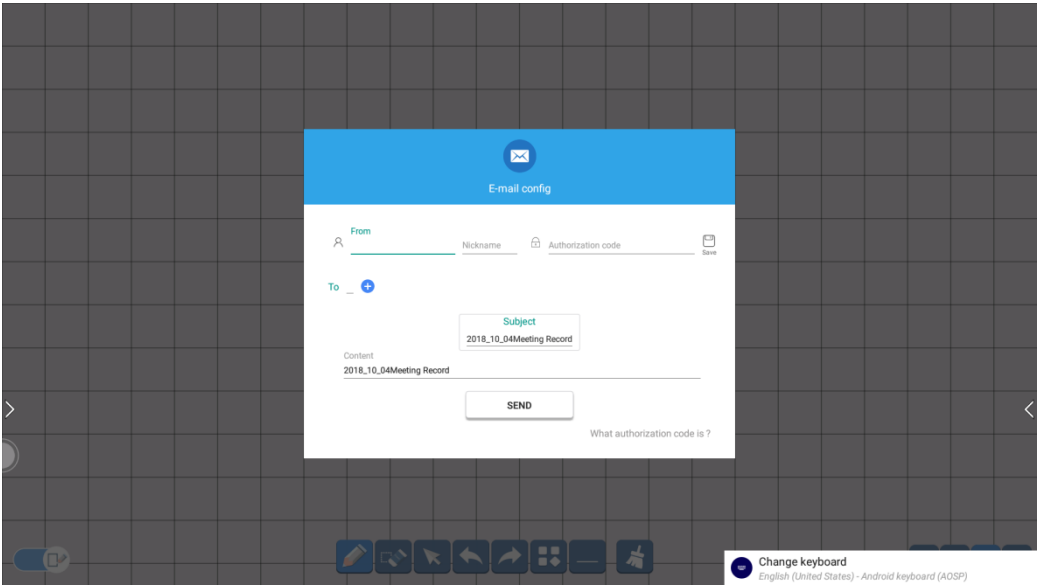 E-mail config
From
Nickname
Authorization code
Save
To
Subject
2018_10_04Meeting Record
Content
2018_10_04Meeting Record
SEND
What authorization code is ?
Change keyboard
English (United States) - Android keyboard (AOSP)